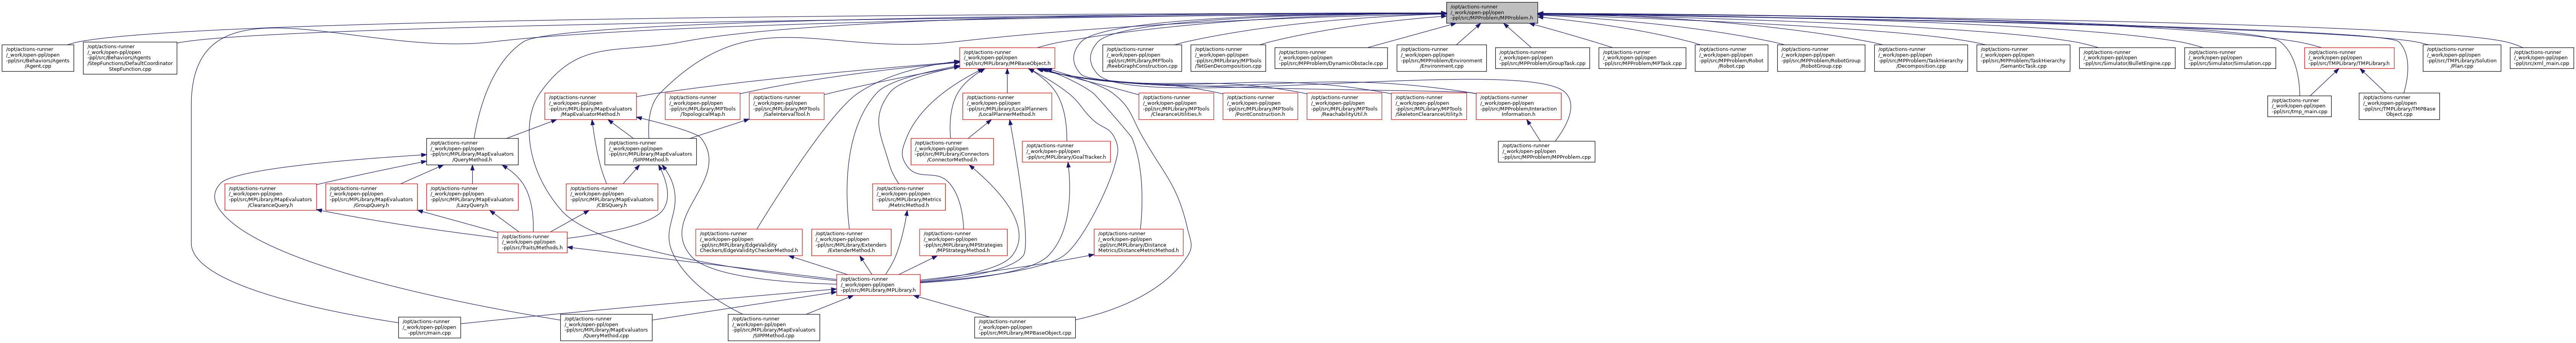 /opt/actions-runner
/_work/open-ppl/open
-ppl/src/MPProblem/MPProblem.h
/opt/actions-runner
/_work/open-ppl/open
-ppl/src/Behaviors/Agents
/Agent.cpp
/opt/actions-runner
/_work/open-ppl/open
-ppl/src/Behaviors/Agents
/StepFunctions/DefaultCoordinator
StepFunction.cpp
/opt/actions-runner
/_work/open-ppl/open
-ppl/src/MPLibrary/MPBaseObject.h
/opt/actions-runner
/_work/open-ppl/open
-ppl/src/MPLibrary/MPTools
/ReebGraphConstruction.cpp
/opt/actions-runner
/_work/open-ppl/open
-ppl/src/MPLibrary/MPTools
/TetGenDecomposition.cpp
/opt/actions-runner
/_work/open-ppl/open
-ppl/src/MPProblem/DynamicObstacle.cpp
/opt/actions-runner
/_work/open-ppl/open
-ppl/src/MPProblem/Environment
/Environment.cpp
/opt/actions-runner
/_work/open-ppl/open
-ppl/src/MPProblem/GroupTask.cpp
/opt/actions-runner
/_work/open-ppl/open
-ppl/src/MPProblem/MPTask.cpp
/opt/actions-runner
/_work/open-ppl/open
-ppl/src/MPProblem/Robot
/Robot.cpp
/opt/actions-runner
/_work/open-ppl/open
-ppl/src/MPProblem/RobotGroup
/RobotGroup.cpp
/opt/actions-runner
/_work/open-ppl/open
-ppl/src/MPProblem/TaskHierarchy
/Decomposition.cpp
/opt/actions-runner
/_work/open-ppl/open
-ppl/src/MPProblem/TaskHierarchy
/SemanticTask.cpp
/opt/actions-runner
/_work/open-ppl/open
-ppl/src/Simulator/BulletEngine.cpp
/opt/actions-runner
/_work/open-ppl/open
-ppl/src/Simulator/Simulation.cpp
/opt/actions-runner
/_work/open-ppl/open
-ppl/src/TMPLibrary/TMPLibrary.h
/opt/actions-runner
/_work/open-ppl/open
-ppl/src/TMPLibrary/Solution
/Plan.cpp
/opt/actions-runner
/_work/open-ppl/open
-ppl/src/xml_main.cpp
/opt/actions-runner
/_work/open-ppl/open
-ppl/src/MPLibrary/MapEvaluators
/MapEvaluatorMethod.h
/opt/actions-runner
/_work/open-ppl/open
-ppl/src/MPLibrary/MPTools
/TopologicalMap.h
/opt/actions-runner
/_work/open-ppl/open
-ppl/src/MPLibrary/MPTools
/SafeIntervalTool.h
/opt/actions-runner
/_work/open-ppl/open
-ppl/src/MPLibrary/LocalPlanners
/LocalPlannerMethod.h
/opt/actions-runner
/_work/open-ppl/open
-ppl/src/MPLibrary/MPTools
/ClearanceUtilities.h
/opt/actions-runner
/_work/open-ppl/open
-ppl/src/MPLibrary/MPTools
/PointConstruction.h
/opt/actions-runner
/_work/open-ppl/open
-ppl/src/MPLibrary/MPTools
/ReachabilityUtil.h
/opt/actions-runner
/_work/open-ppl/open
-ppl/src/MPLibrary/MPTools
/SkeletonClearanceUtility.h
/opt/actions-runner
/_work/open-ppl/open
-ppl/src/MPProblem/Interaction
Information.h
/opt/actions-runner
/_work/open-ppl/open
-ppl/src/tmp_main.cpp
/opt/actions-runner
/_work/open-ppl/open
-ppl/src/TMPLibrary/TMPBase
Object.cpp
/opt/actions-runner
/_work/open-ppl/open
-ppl/src/MPLibrary/MapEvaluators
/QueryMethod.h
/opt/actions-runner
/_work/open-ppl/open
-ppl/src/MPLibrary/MapEvaluators
/SIPPMethod.h
/opt/actions-runner
/_work/open-ppl/open
-ppl/src/MPLibrary/Connectors
/ConnectorMethod.h
/opt/actions-runner
/_work/open-ppl/open
-ppl/src/MPLibrary/GoalTracker.h
/opt/actions-runner
/_work/open-ppl/open
-ppl/src/MPProblem/MPProblem.cpp
/opt/actions-runner
/_work/open-ppl/open
-ppl/src/MPLibrary/MapEvaluators
/ClearanceQuery.h
/opt/actions-runner
/_work/open-ppl/open
-ppl/src/MPLibrary/MapEvaluators
/GroupQuery.h
/opt/actions-runner
/_work/open-ppl/open
-ppl/src/MPLibrary/MapEvaluators
/LazyQuery.h
/opt/actions-runner
/_work/open-ppl/open
-ppl/src/MPLibrary/MapEvaluators
/CBSQuery.h
/opt/actions-runner
/_work/open-ppl/open
-ppl/src/MPLibrary/Metrics
/MetricMethod.h
/opt/actions-runner
/_work/open-ppl/open
-ppl/src/Traits/Methods.h
/opt/actions-runner
/_work/open-ppl/open
-ppl/src/MPLibrary/EdgeValidity
Checkers/EdgeValidityCheckerMethod.h
/opt/actions-runner
/_work/open-ppl/open
-ppl/src/MPLibrary/Extenders
/ExtenderMethod.h
/opt/actions-runner
/_work/open-ppl/open
-ppl/src/MPLibrary/MPStrategies
/MPStrategyMethod.h
/opt/actions-runner
/_work/open-ppl/open
-ppl/src/MPLibrary/Distance
Metrics/DistanceMetricMethod.h
/opt/actions-runner
/_work/open-ppl/open
-ppl/src/MPLibrary/MPLibrary.h
/opt/actions-runner
/_work/open-ppl/open
-ppl/src/main.cpp
/opt/actions-runner
/_work/open-ppl/open
-ppl/src/MPLibrary/MapEvaluators
/QueryMethod.cpp
/opt/actions-runner
/_work/open-ppl/open
-ppl/src/MPLibrary/MapEvaluators
/SIPPMethod.cpp
/opt/actions-runner
/_work/open-ppl/open
-ppl/src/MPLibrary/MPBaseObject.cpp